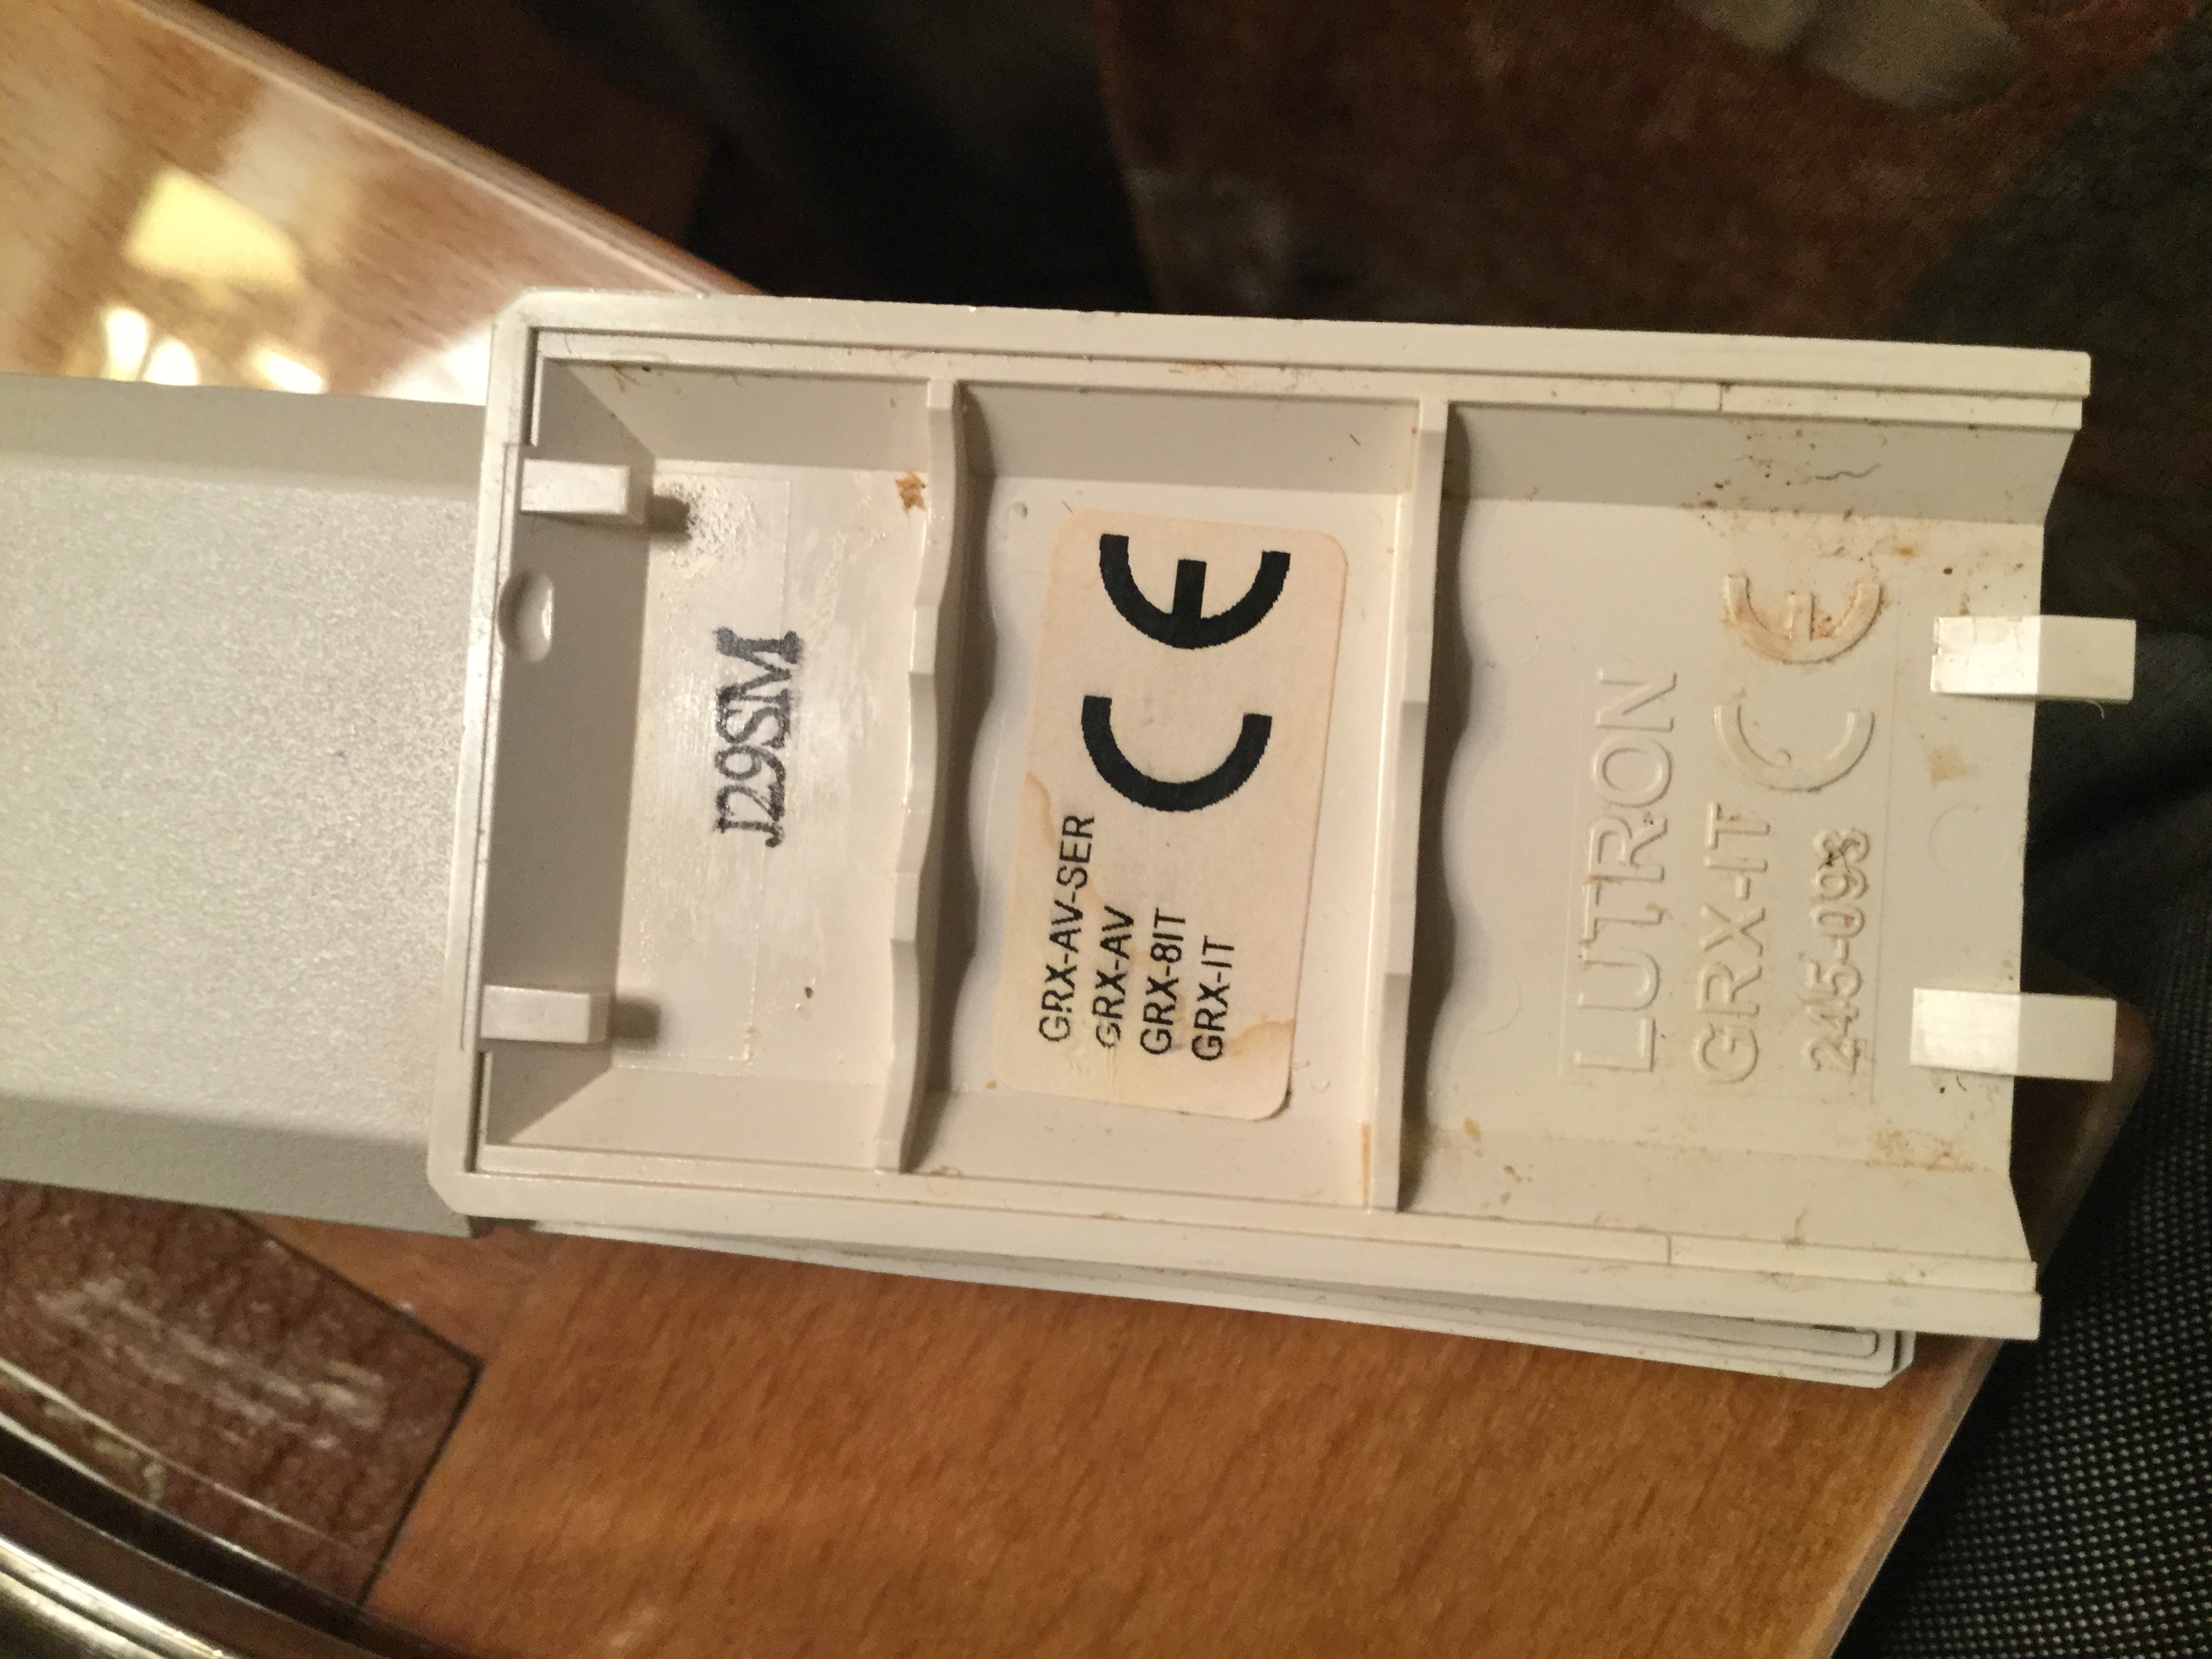 J29SM
GRX-AV-SER
GRX-AV
GRX-8IT
GRX-IT
CE
LUTRON
GRX-IT CE
245-093